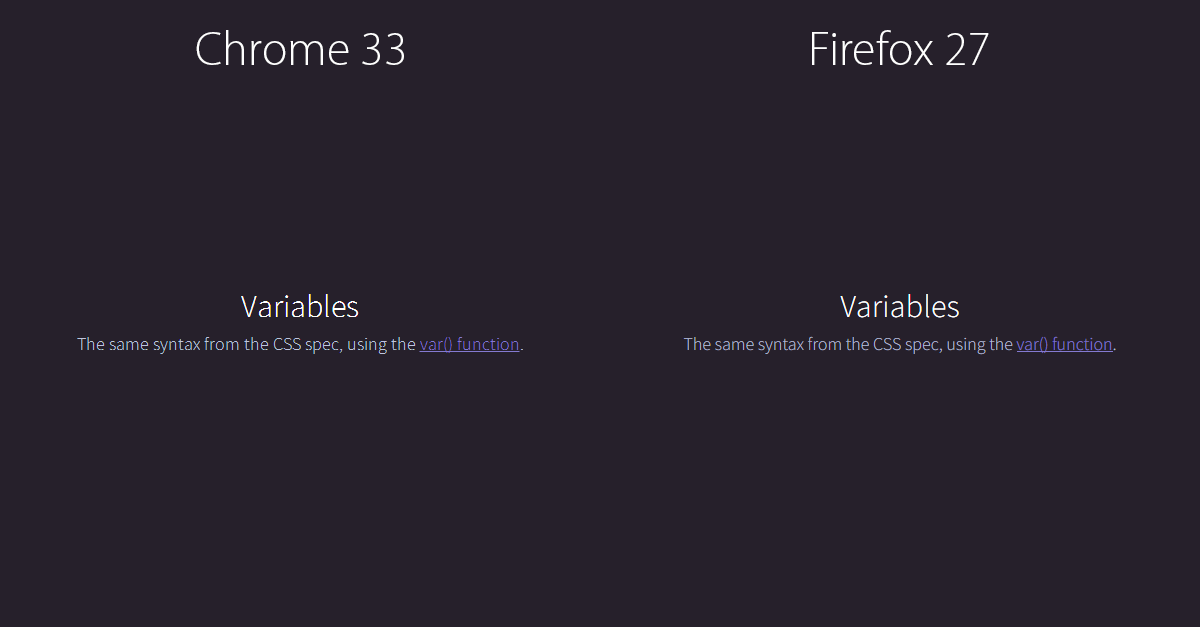 Chrome 33
Variables
The same syntax from the CSS spec, using the var() function.
Firefox 27
Variables
The same syntax from the CSS spec, using the var() function.